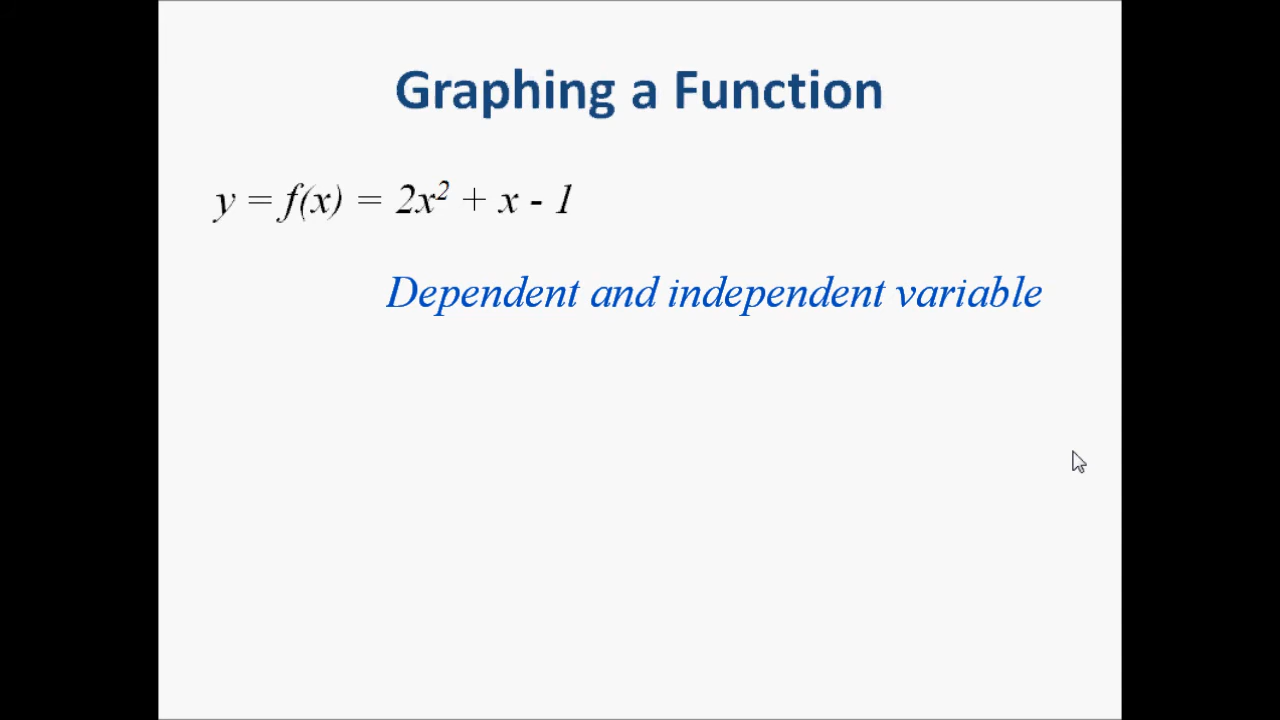 Graphing a Function
y = f(x) = 2x² + x - 1
Dependent and independent variable